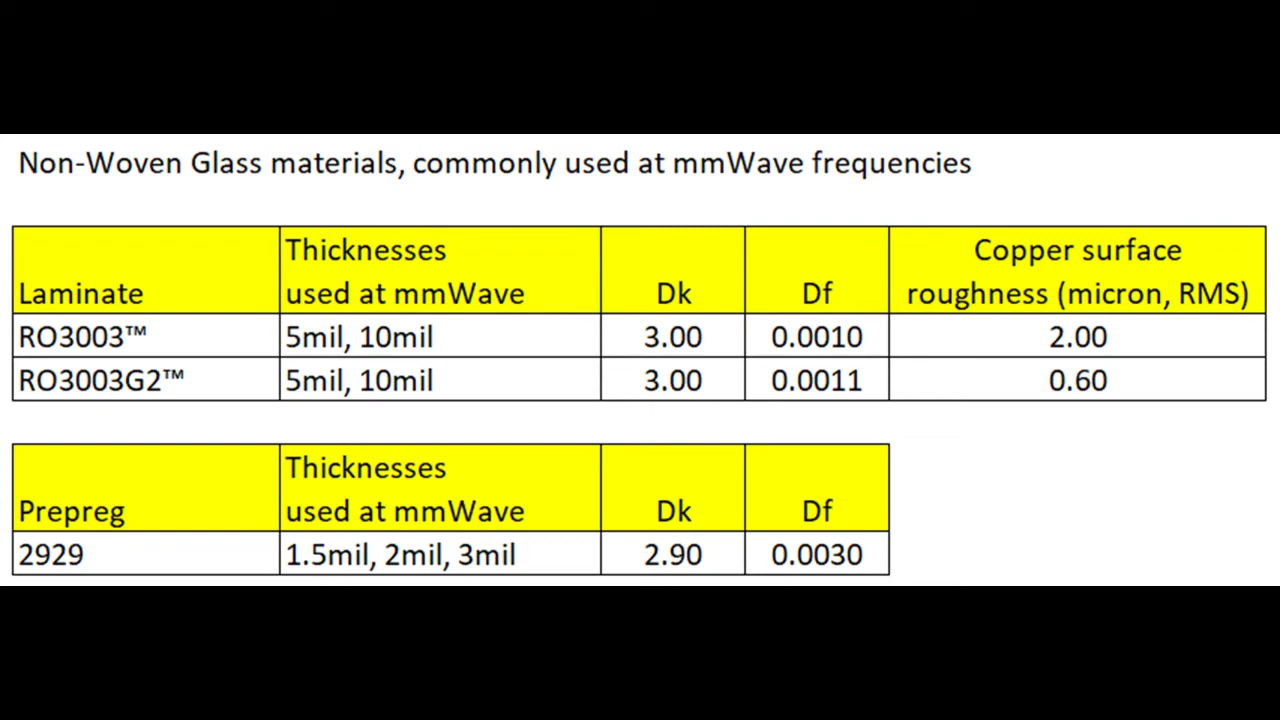 Non-Woven Glass materials, commonly used at mmWave frequencies
Laminate Thicknesses used at mmWave Dk Df Copper surface roughness (micron, RMS)
RO3003™ 5mil, 10mil 3.00 0.0010 2.00
RO3003G2™ 5mil, 10mil 3.00 0.0011 0.60
Prepreg Thicknesses used at mmWave Dk Df
2929 1.5mil, 2mil, 3mil 2.90 0.0030